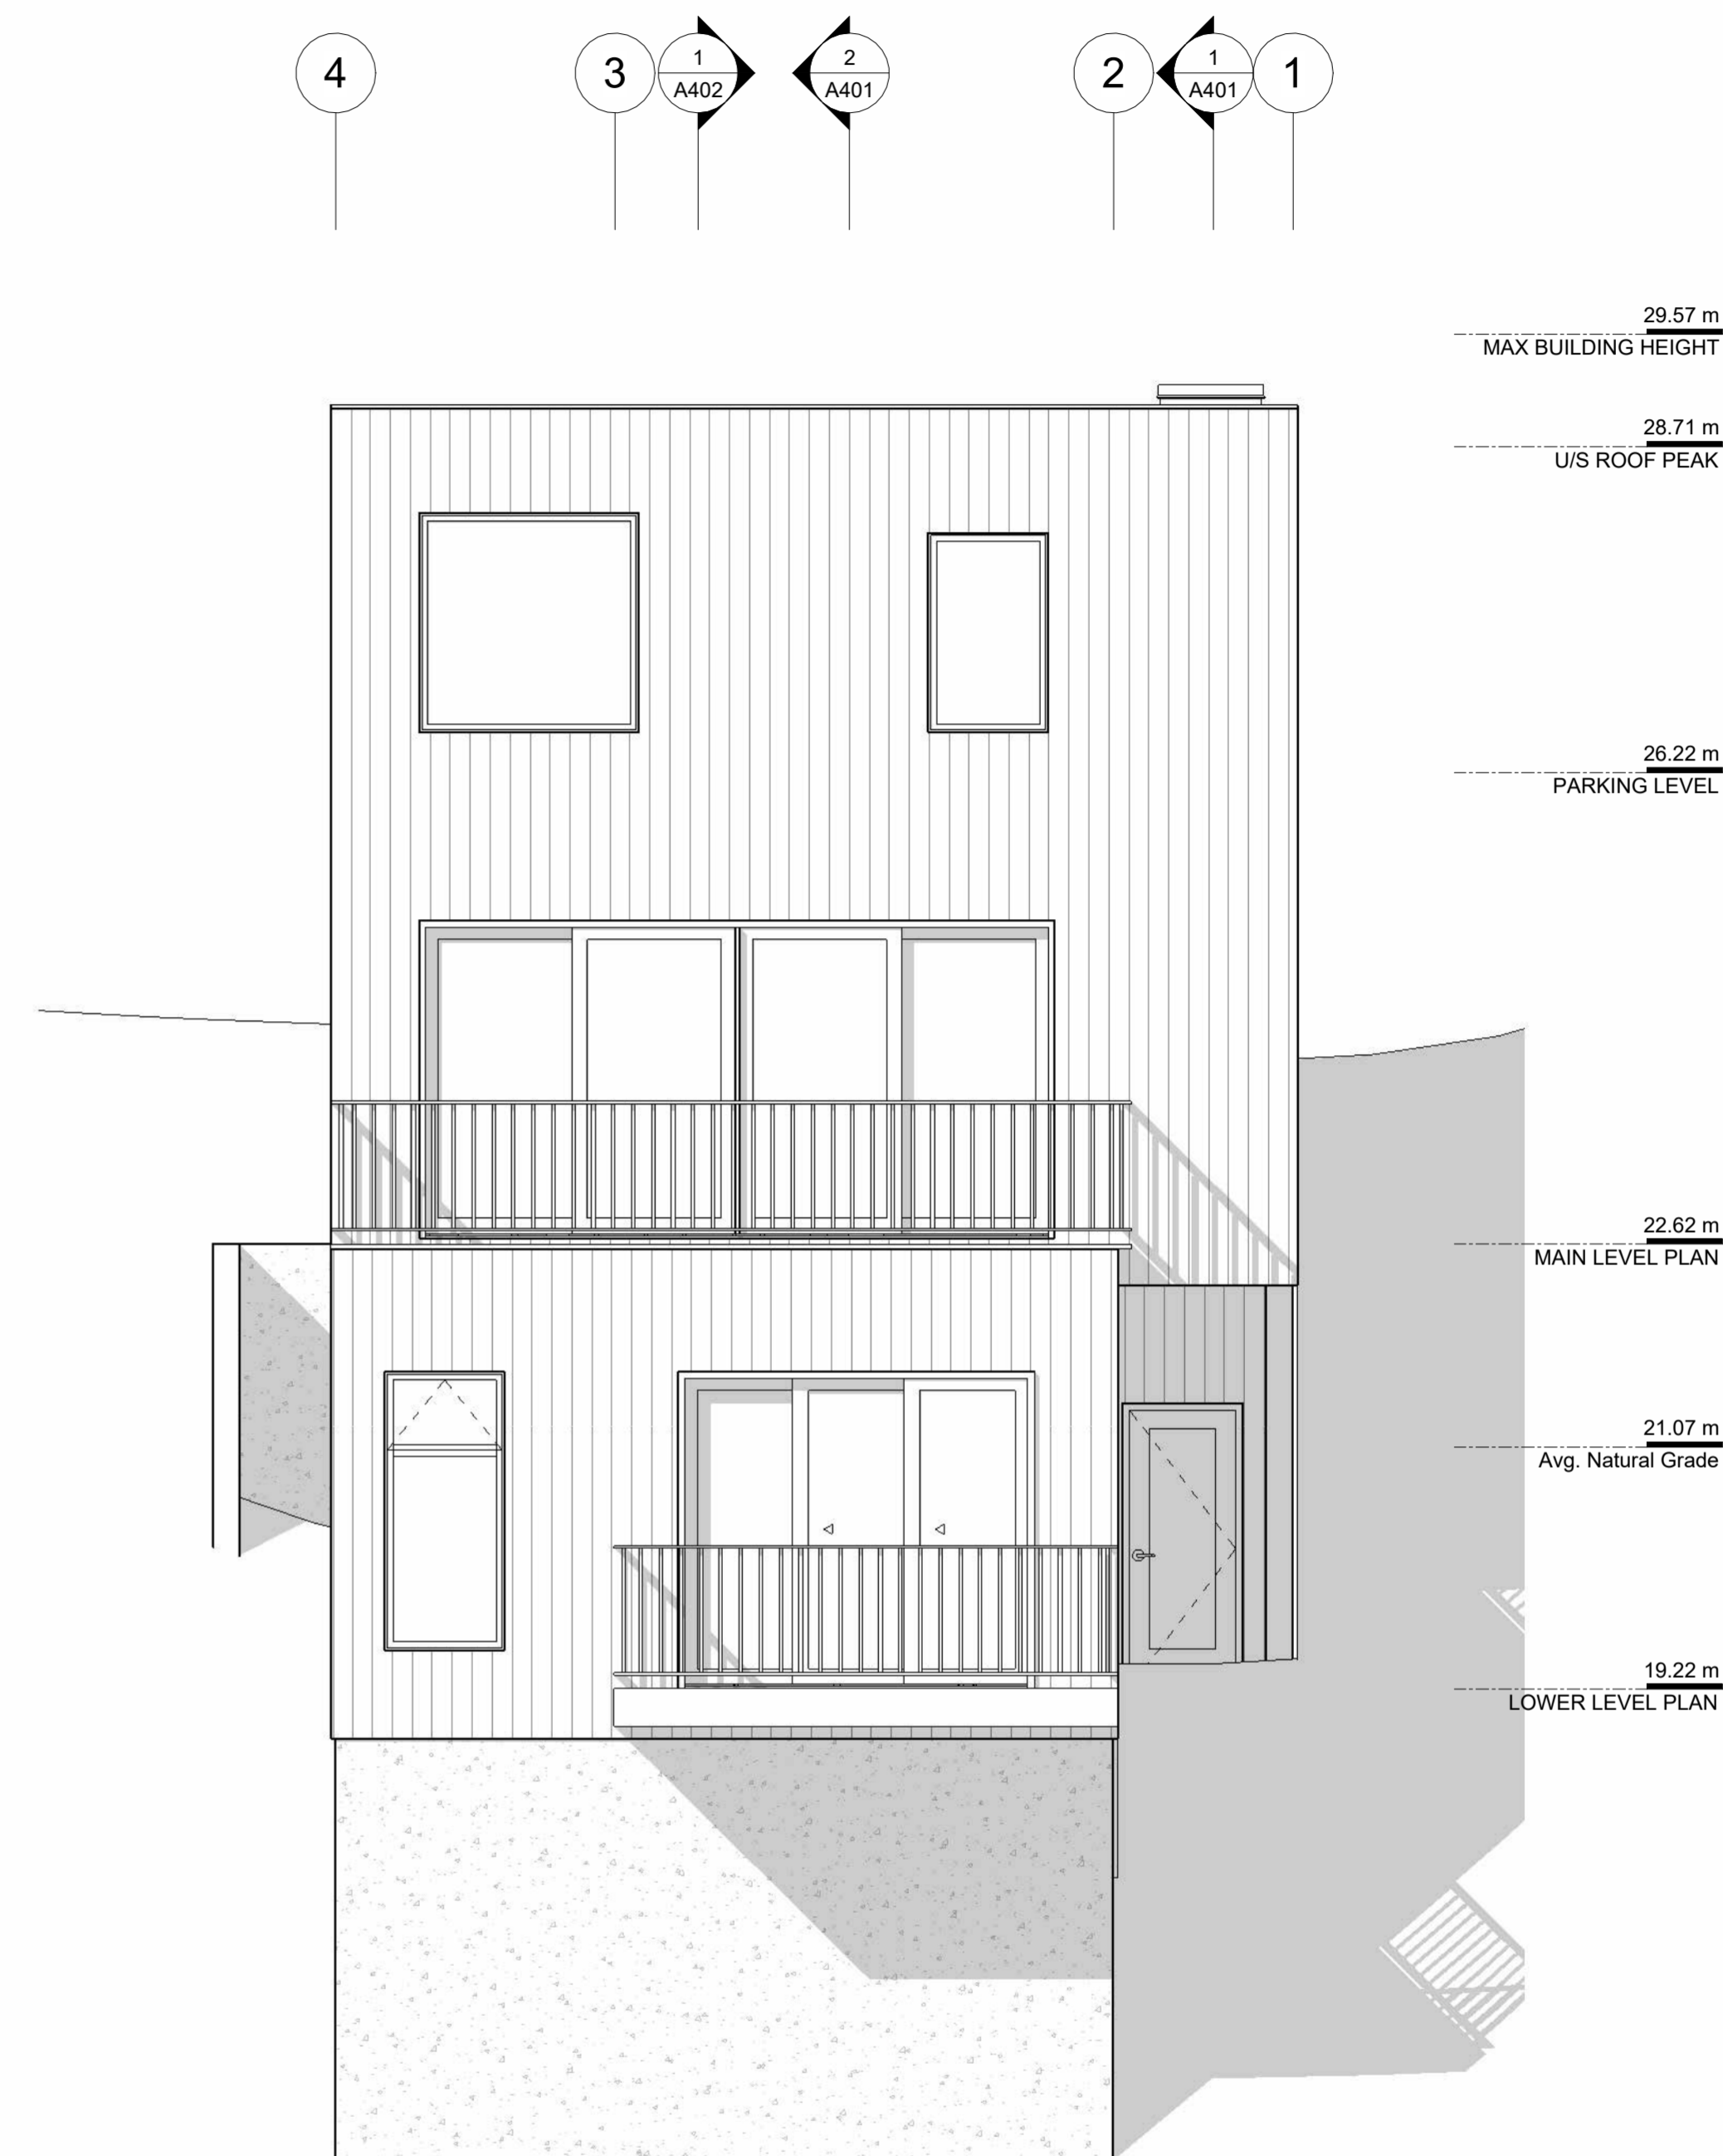 4
3
1
A402
2
A401
2
1
A401
1
29.57 m
MAX BUILDING HEIGHT
28.71 m
U/S ROOF PEAK
26.22 m
PARKING LEVEL
22.62 m
MAIN LEVEL PLAN
21.07 m
Avg. Natural Grade
19.22 m
LOWER LEVEL PLAN